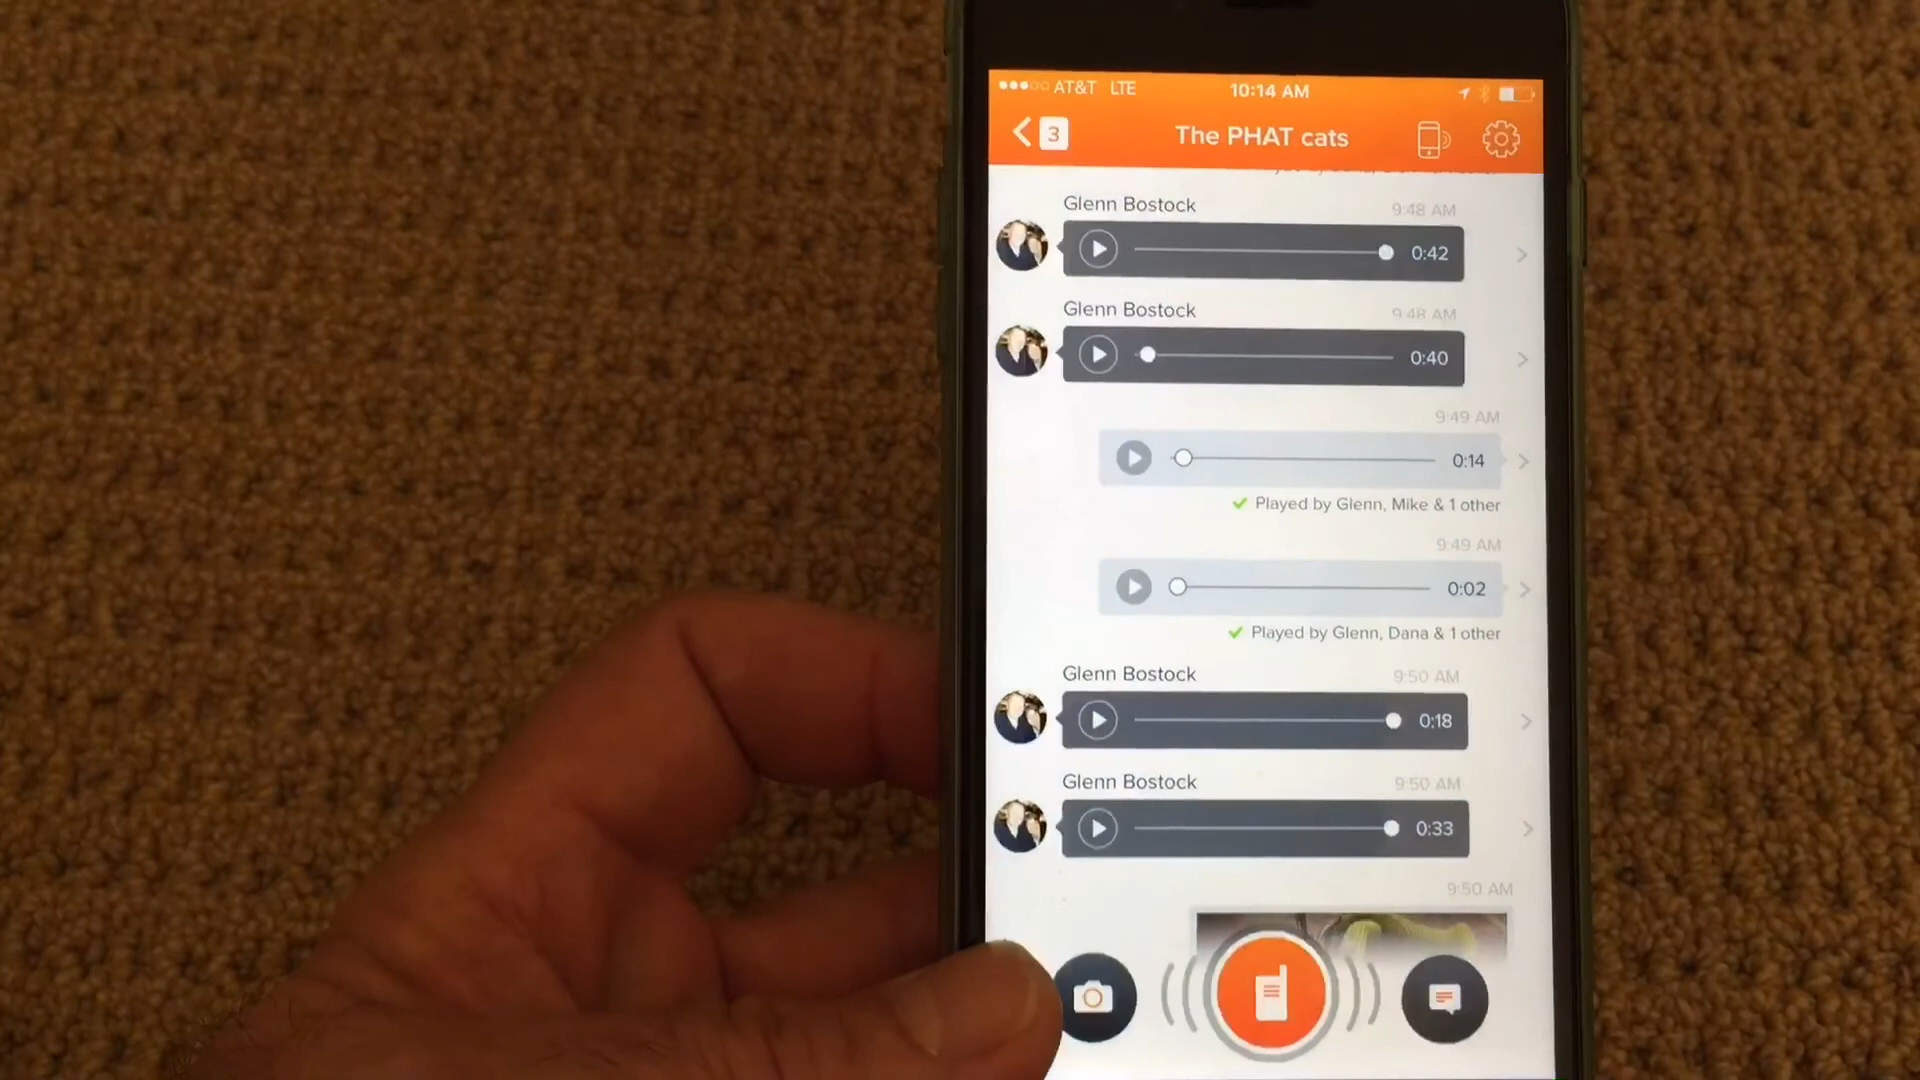 AT&T LTE 10:14 AM
3 The PHAT cats
Glenn Bostock 9:48 AM
0:42
Glenn Bostock 9:48 AM
0:40
9:49 AM
0:14
Played by Glenn, Mike & 1 other
9:49 AM
0:02
Played by Glenn, Dana & 1 other
Glenn Bostock 9:50 AM
0:18
Glenn Bostock 9:50 AM
0:33
9:50 AM